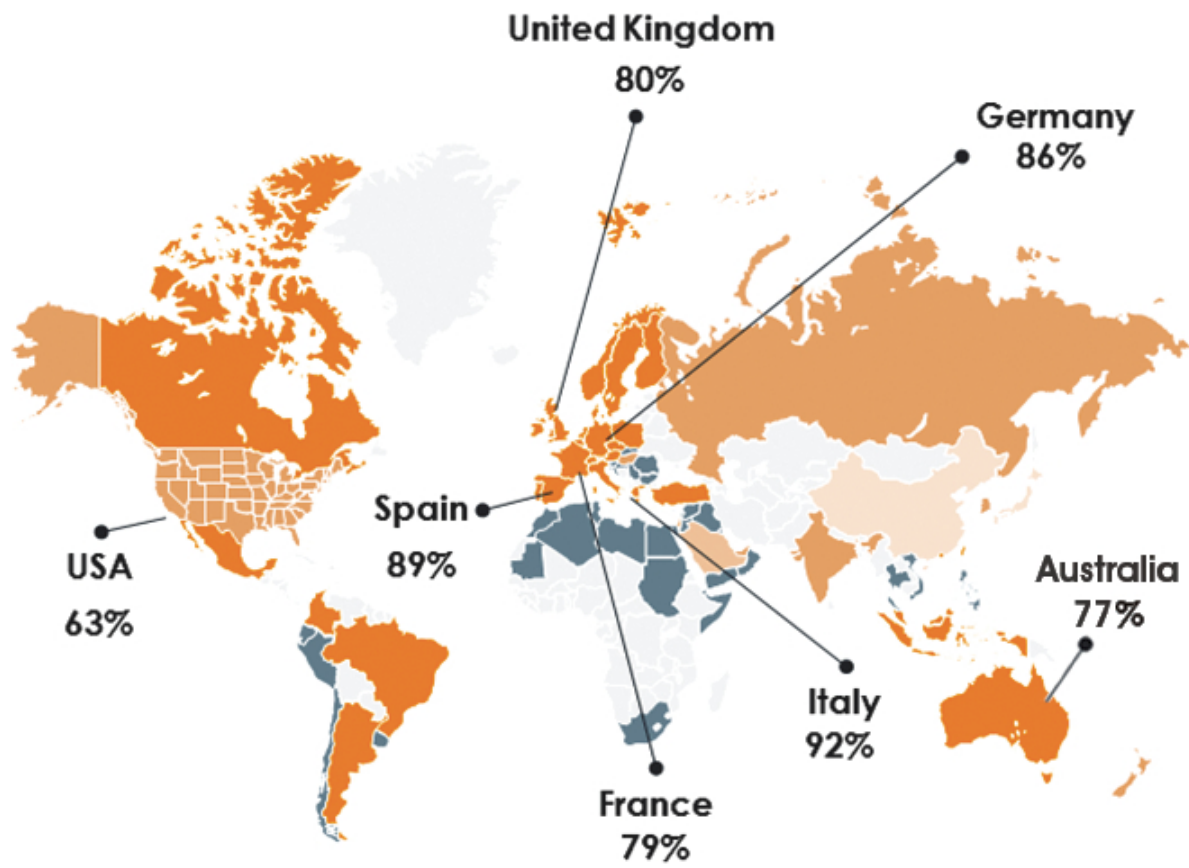 United Kingdom
80%
Germany
86%
Spain
89%
USA
63%
Australia
77%
Italy
92%
France
79%